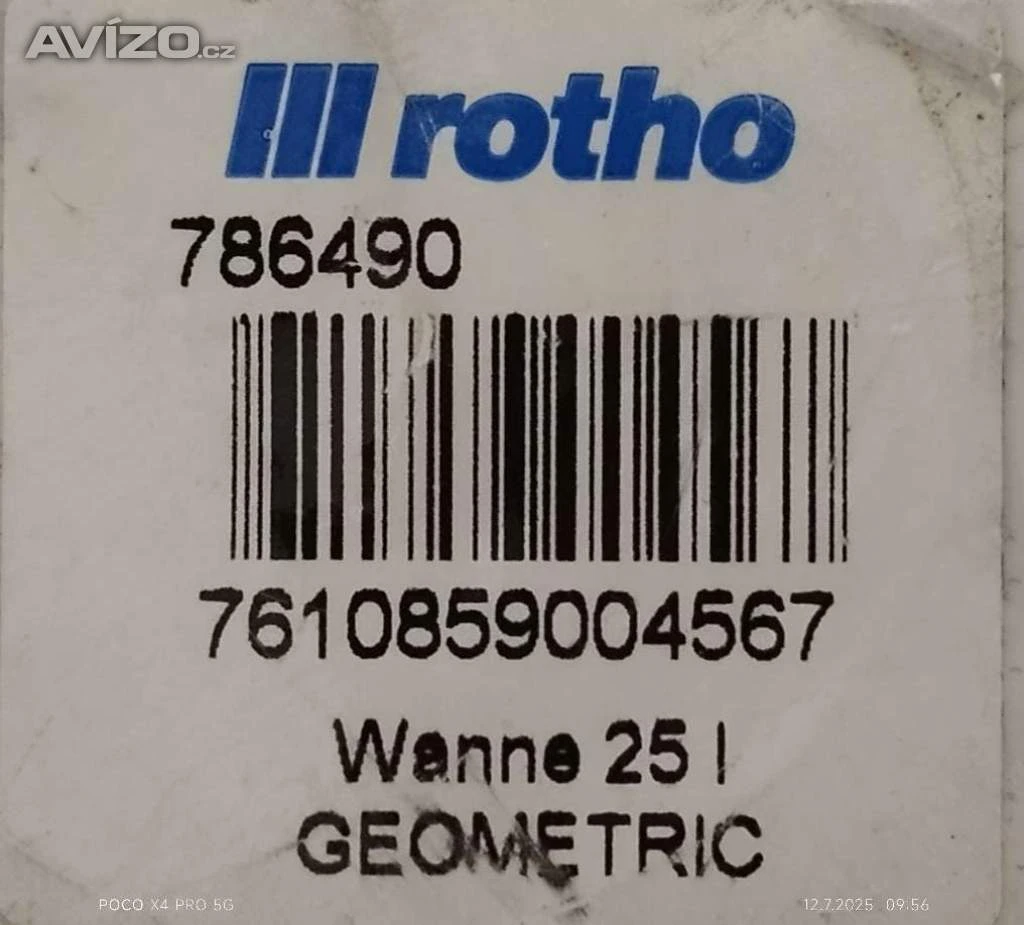 AVÍZO.cz
rotho
786490
7610859004567
Wanne 25 l
GEOMETRIC
POCO X4 PRO 5G
12.7.2025 09:56